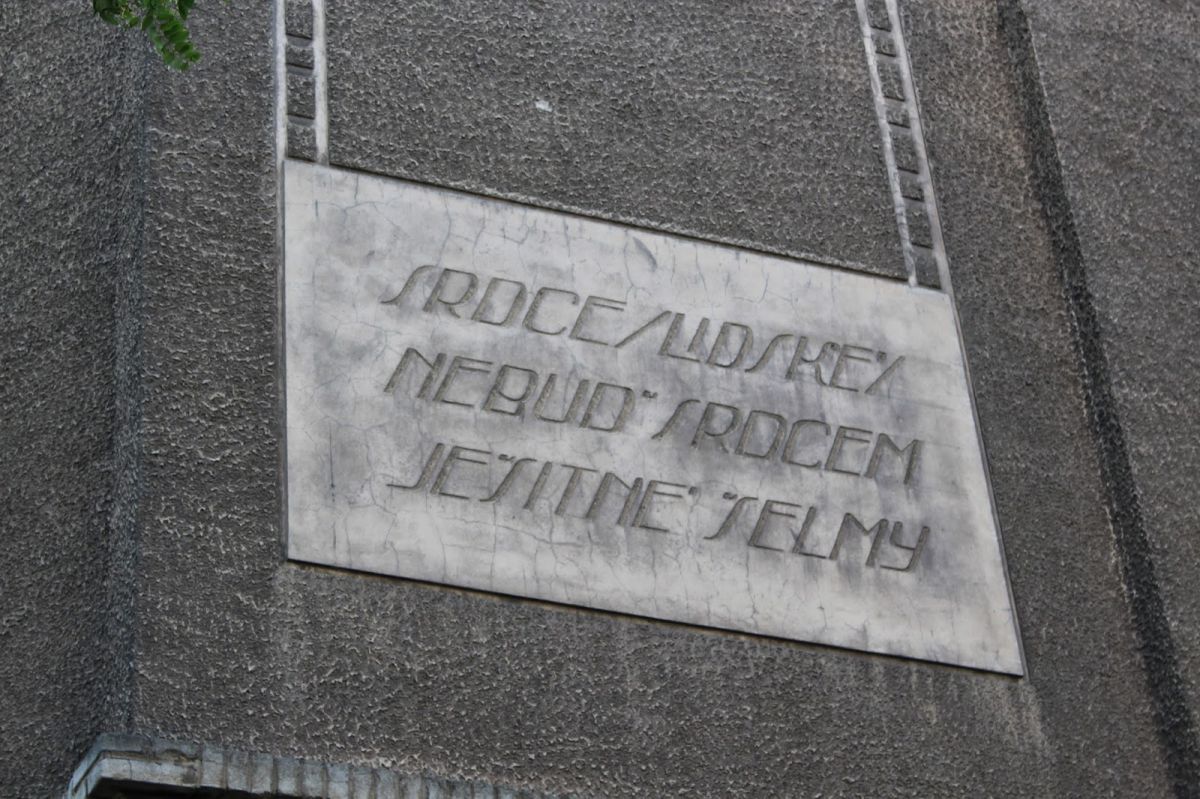 SRDCE/LIDSKÉ/
NEBUĎ SRDCEM
JEŠITNÉ ŠELMY